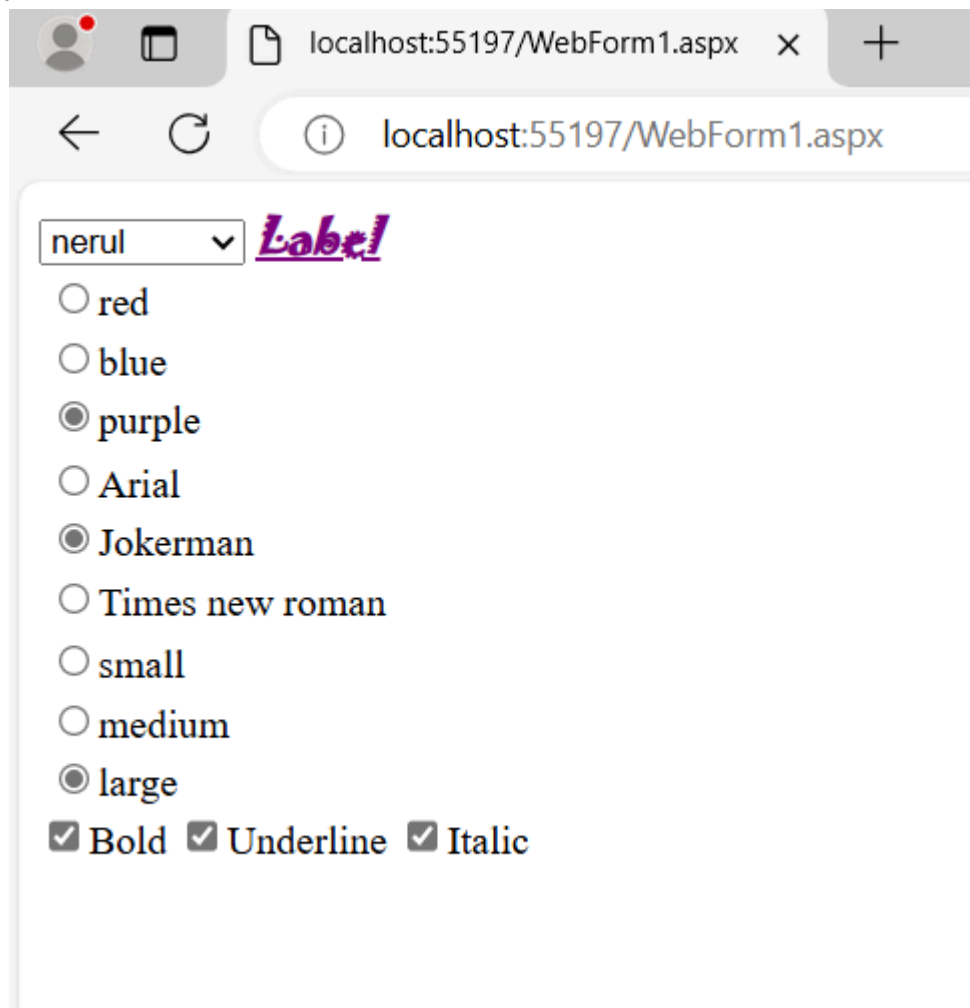 localhost:55197/WebForm1.aspx
localhost:55197/WebForm1.aspx
nerul Label
red
blue
purple
Arial
Jokerman
Times new roman
small
medium
large
Bold Underline Italic